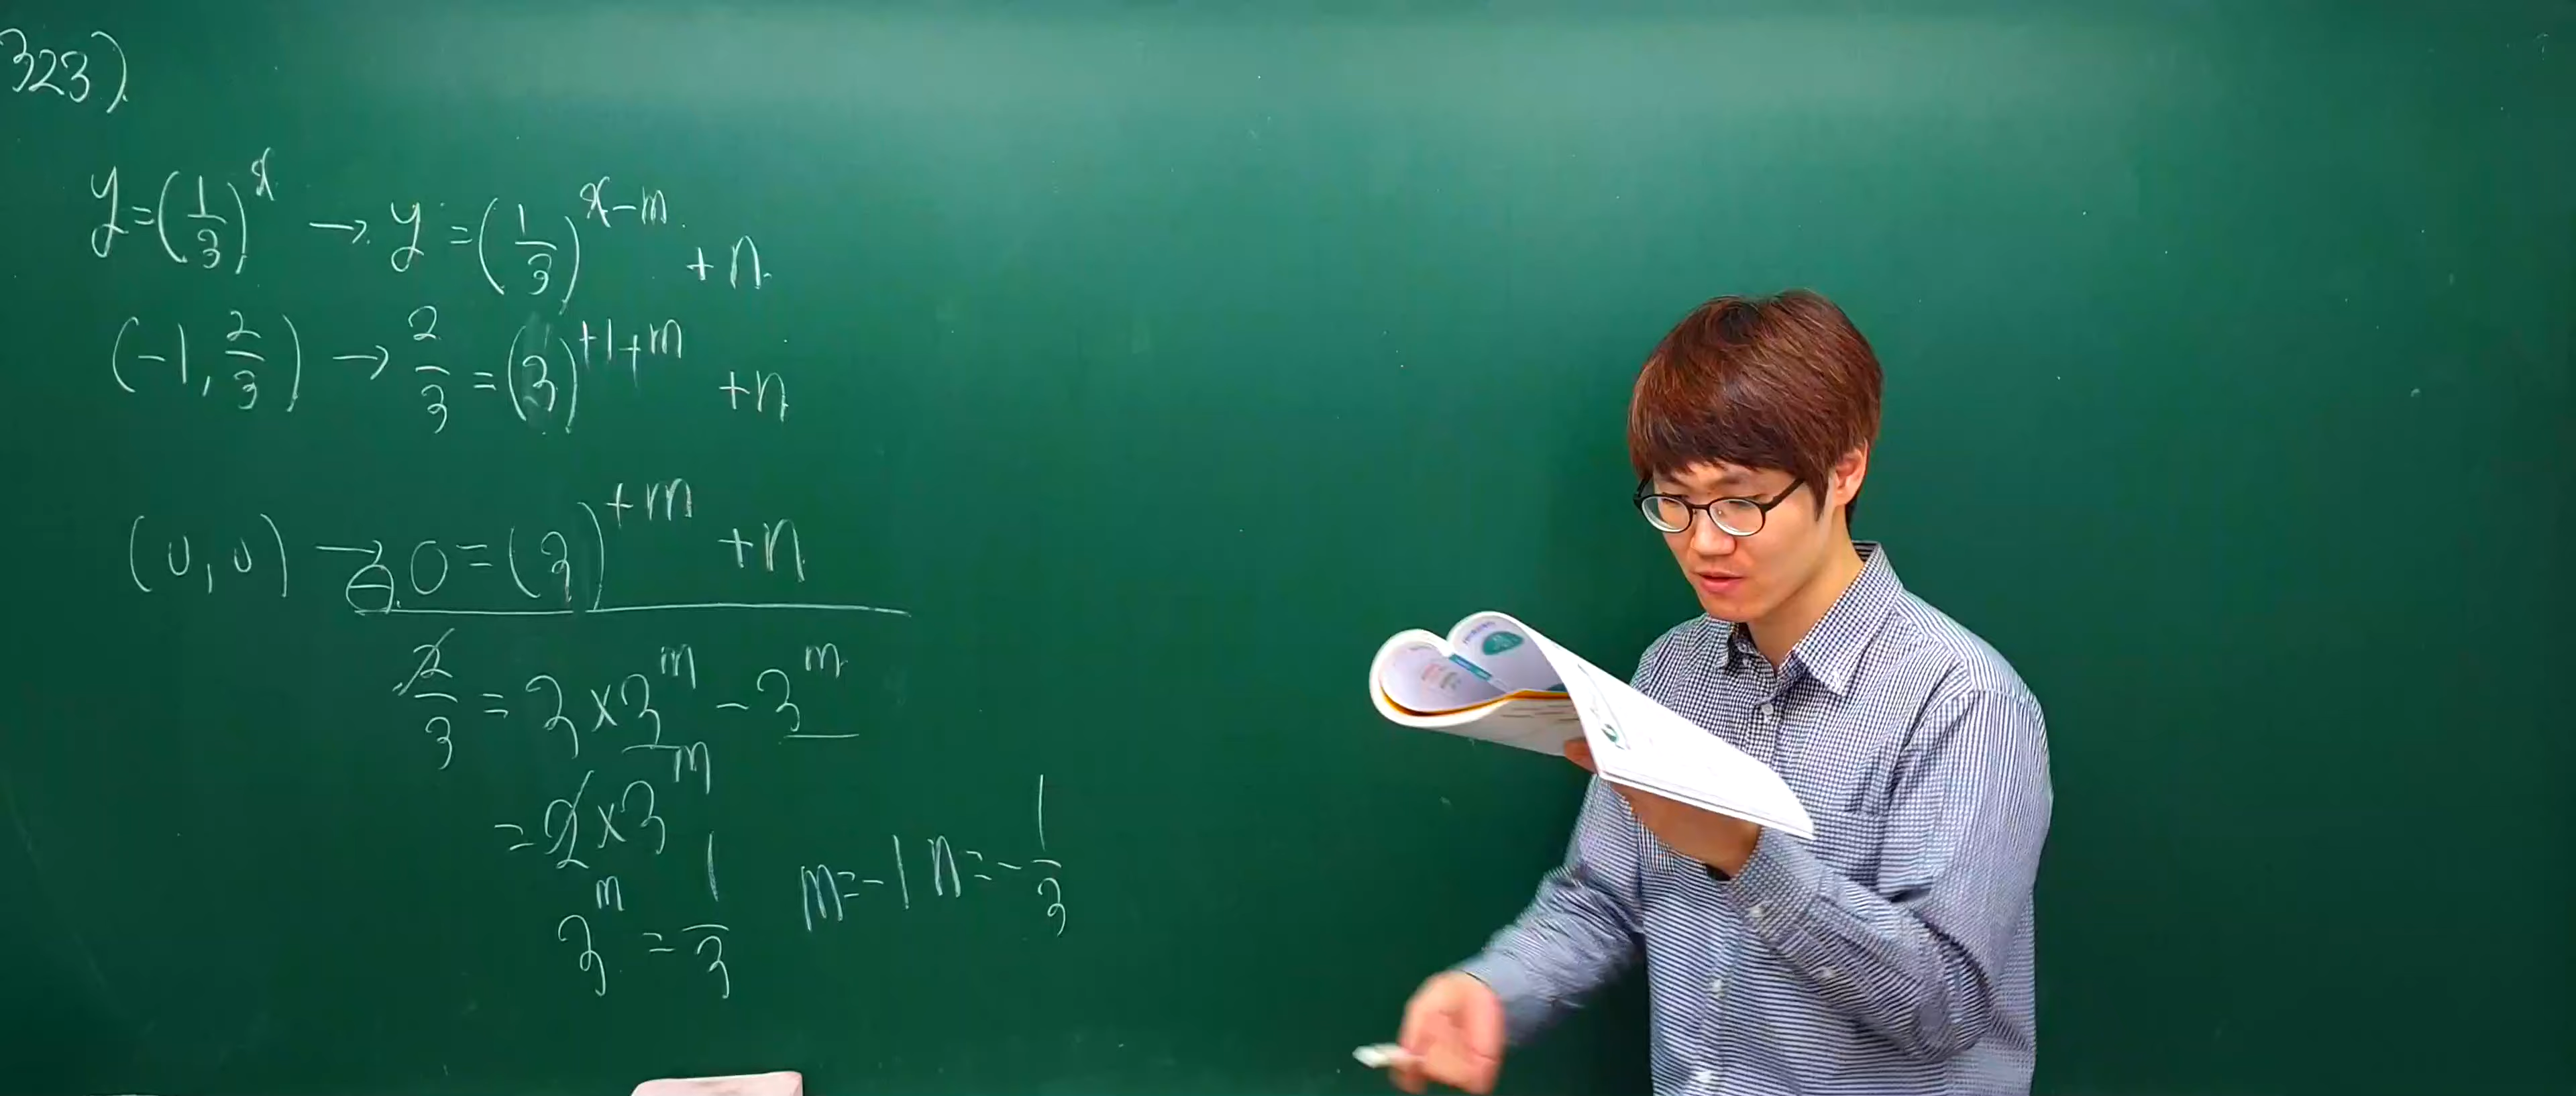 323)
y=(1/3)^x → y=(1/3)^(x-m) +n
(-1, 2/3) → 2/3 = (3)^(+1+m) +n
(0,0) → 0 = (3)^(+m) +n
⊖
2/3 = 3×3^m - 3^m
= 2×3^m
3^m = 1/3 m=-1 n=-1/3